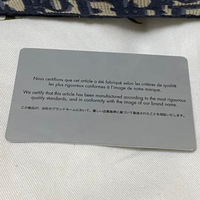 Nous certifions que cet article a été fabriqué selon les critères de qualité
les plus rigoureux conformes à l'image de notre marque.
We certify that this article has been manufactured according to the most rigorous
quality standards, and in conformity with the image of our brand name.